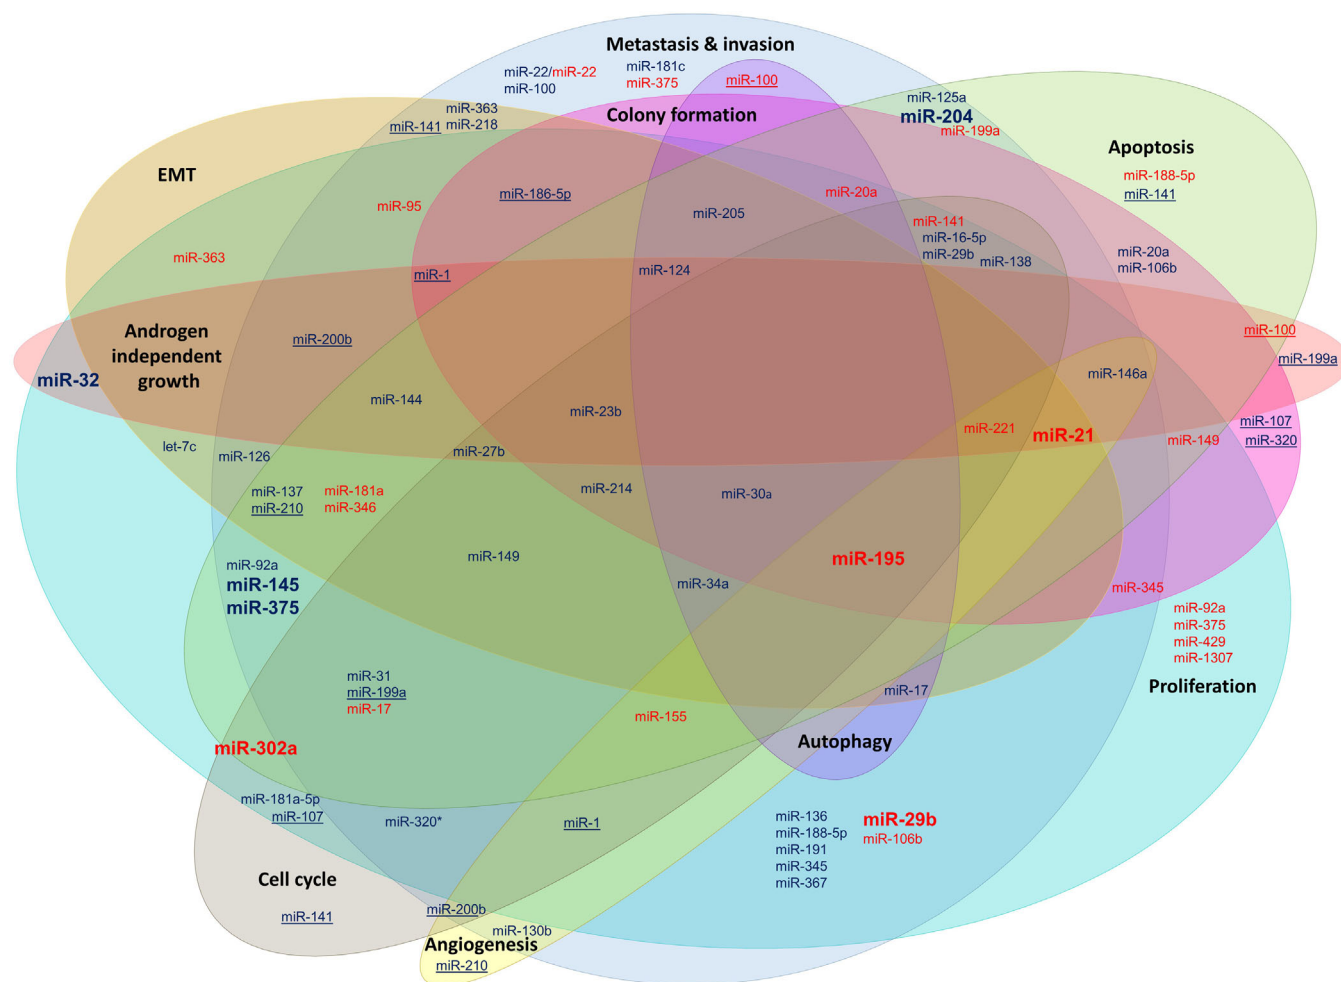 Metastasis & invasion
miR-22/miR-22
miR-100
miR-181c
miR-375
miR-100
miR-363
miR-141
miR-218
Colony formation
miR-125a
miR-204
miR-199a
Apoptosis
miR-188-5p
miR-141
EMT
miR-95
miR-186-5p
miR-205
miR-20a
miR-141
miR-16-5p
miR-29b
miR-138
miR-20a
miR-106b
miR-363
miR-1
miR-124
Androgen
independent
growth
miR-32
miR-200b
miR-100
miR-199a
miR-146a
miR-144
miR-23b
miR-221
miR-21
miR-149
miR-107
miR-320
let-7c
miR-126
miR-27b
miR-137
miR-210
miR-181a
miR-346
miR-214
miR-30a
miR-92a
miR-145
miR-375
miR-149
miR-34a
miR-195
miR-345
miR-92a
miR-375
miR-429
miR-1307
Proliferation
miR-31
miR-199a
miR-17
miR-17
miR-155
miR-302a
Autophagy
miR-181a-5p
miR-107
miR-320*
miR-1
miR-136
miR-188-5p
miR-191
miR-345
miR-367
miR-29b
miR-106b
Cell cycle
miR-141
miR-200b
miR-130b
Angiogenesis
miR-210